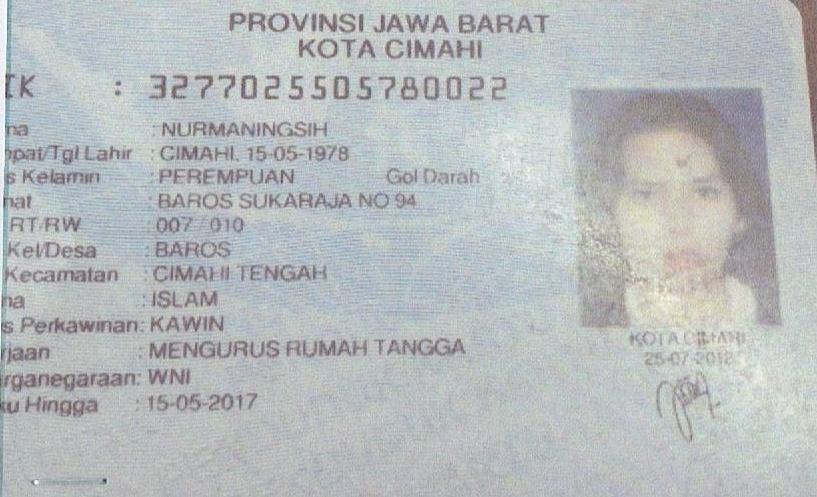 PROVINSI JAWA BARAT
KOTA CIMAHI
IK : 3277025505780022
na : NURMANINGSIH
pat/Tgl Lahir : CIMAHI, 15-05-1978
s Kelamin : PEREMPUAN Gol Darah
nat : BAROS SUKARAJA NO 94
RT/RW : 007 / 010
Kel/Desa : BAROS
Kecamatan : CIMAHI TENGAH
na : ISLAM
s Perkawinan: KAWIN
rjaan : MENGURUS RUMAH TANGGA
rganegaraan: WNI
ku Hingga : 15-05-2017
KOTA CIMAHI
25-07-2012